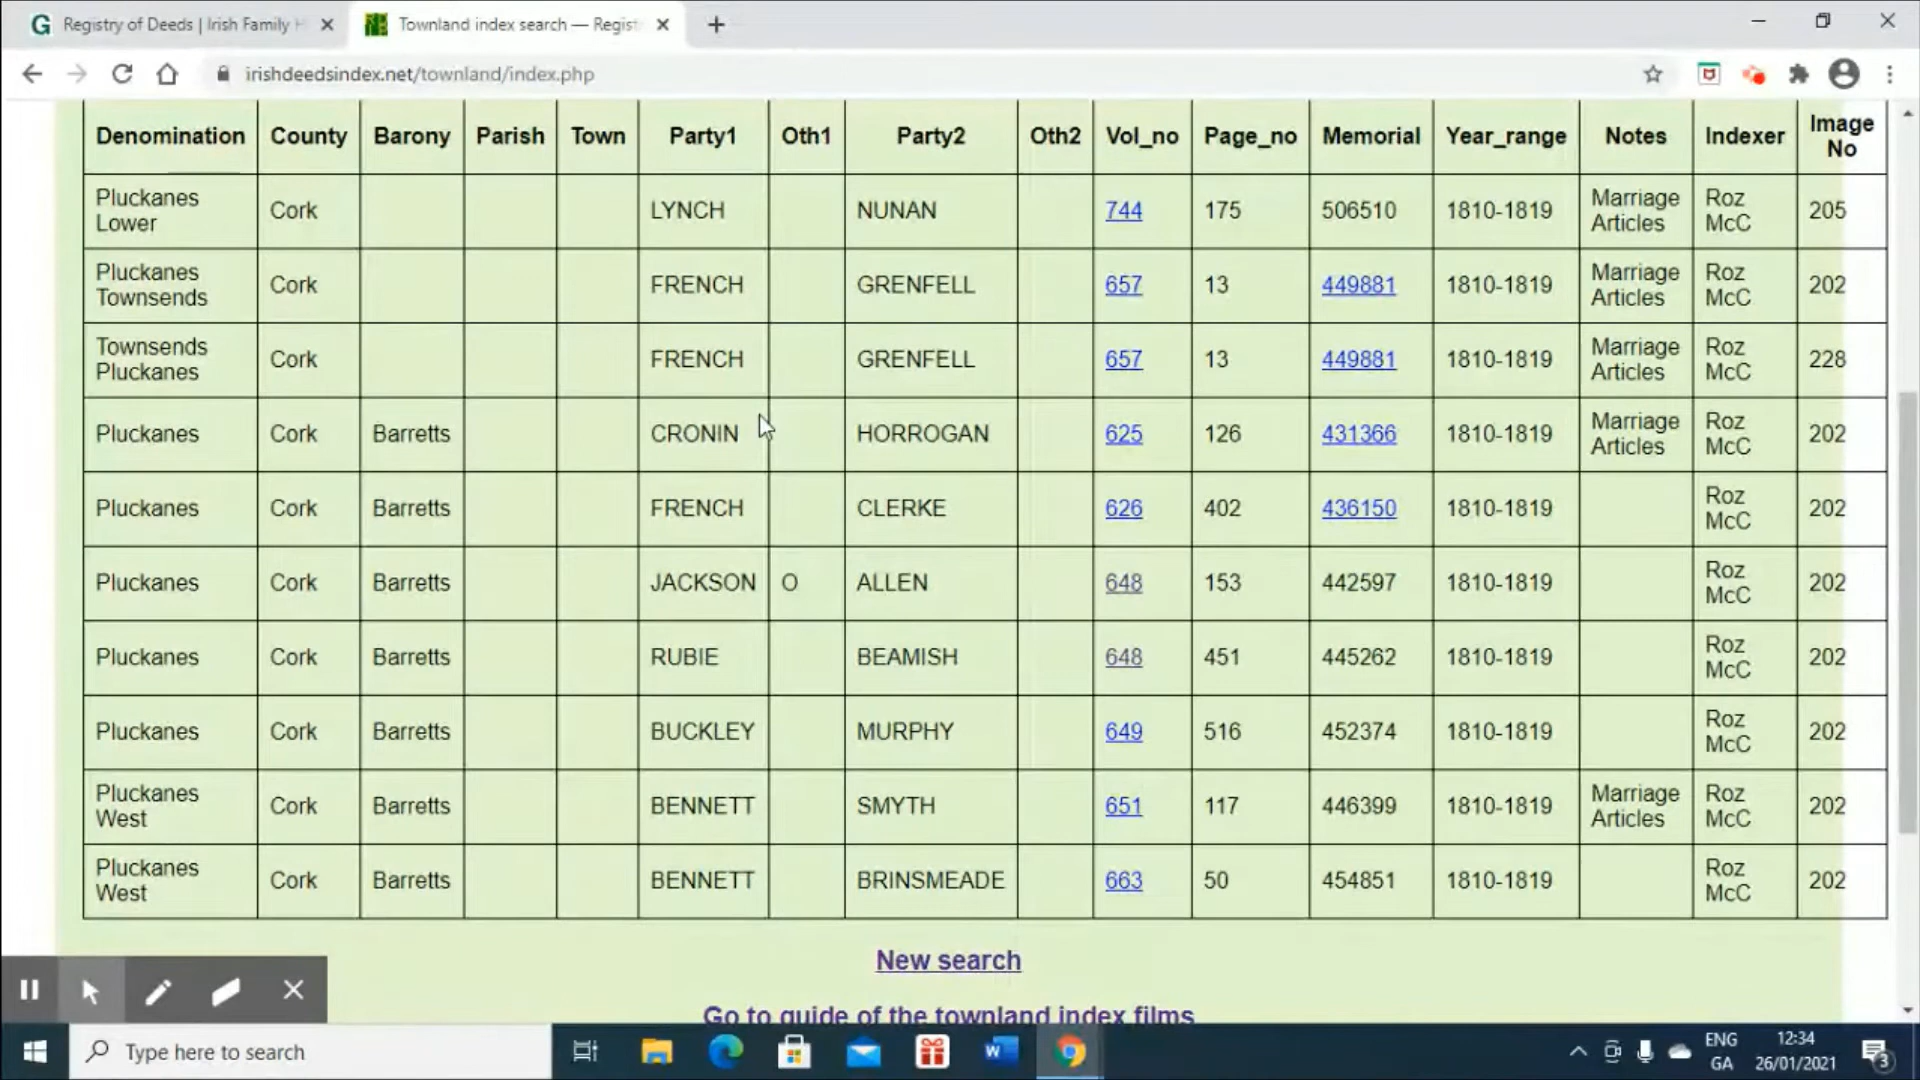 Registry of Deeds | Irish Family H
Townland index search — Regist
irishdeedsindex.net/townland/index.php
Denomination County Barony Parish Town Party1 Oth1 Party2 Oth2 Vol_no Page_no Memorial Year_range Notes Indexer Image No
Pluckanes Lower Cork LYNCH NUNAN 744 175 506510 1810-1819 Marriage Articles Roz McC 205
Pluckanes Townsends Cork FRENCH GRENFELL 657 13 449881 1810-1819 Marriage Articles Roz McC 202
Townsends Pluckanes Cork FRENCH GRENFELL 657 13 449881 1810-1819 Marriage Articles Roz McC 228
Pluckanes Cork Barretts CRONIN HORROGAN 625 126 431366 1810-1819 Marriage Articles Roz McC 202
Pluckanes Cork Barretts FRENCH CLERKE 626 402 436150 1810-1819 Roz McC 202
Pluckanes Cork Barretts JACKSON O ALLEN 648 153 442597 1810-1819 Roz McC 202
Pluckanes Cork Barretts RUBIE BEAMISH 648 451 445262 1810-1819 Roz McC 202
Pluckanes Cork Barretts BUCKLEY MURPHY 649 516 452374 1810-1819 Roz McC 202
Pluckanes West Cork Barretts BENNETT SMYTH 651 117 446399 1810-1819 Marriage Articles Roz McC 202
Pluckanes West Cork Barretts BENNETT BRINSMEADE 663 50 454851 1810-1819 Roz McC 202
New search
Go to guide of the townland index films
Type here to search
ENG
GA
12:34
26/01/2021
3